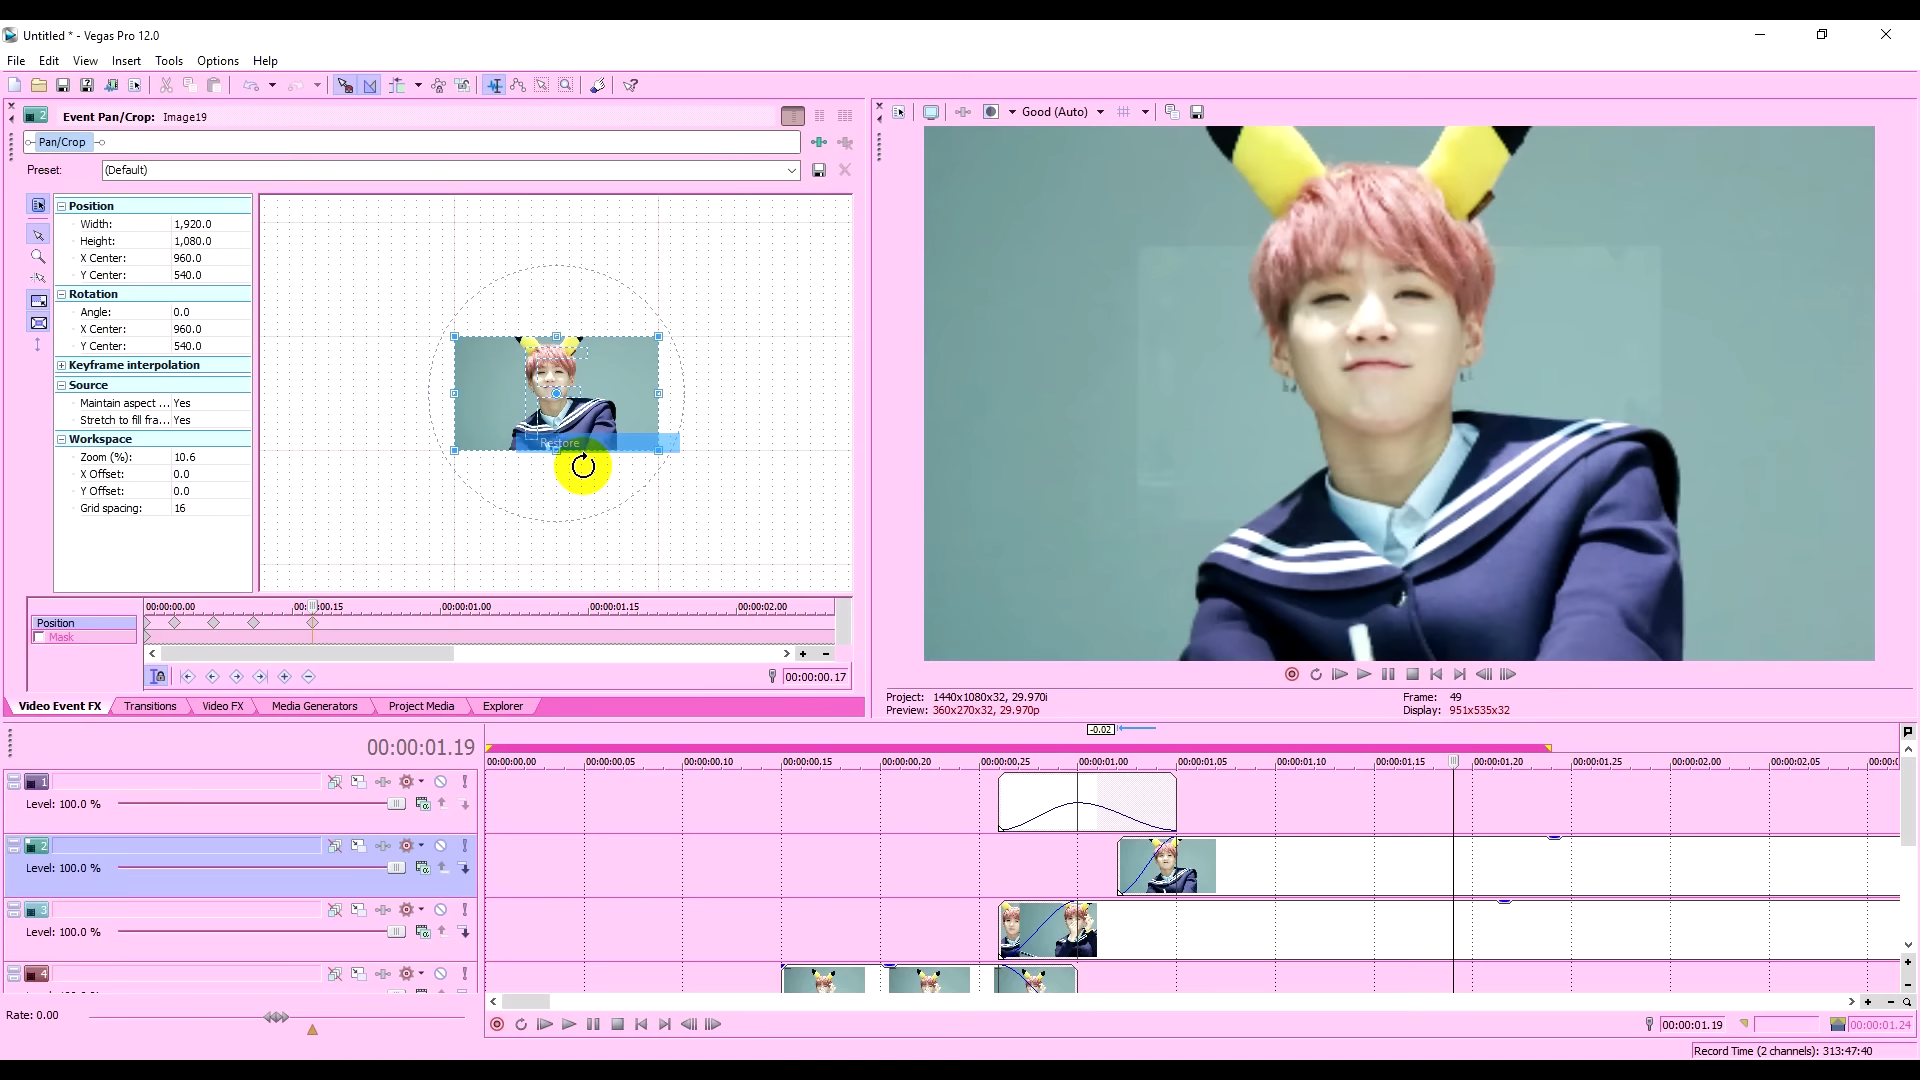 Untitled * - Vegas Pro 12.0
File Edit View Insert Tools Options Help
2 Event Pan/Crop: Image19
Pan/Crop
Preset: (Default)
Position
Width: 1,920.0
Height: 1,080.0
X Center: 960.0
Y Center: 540.0
Rotation
Angle: 0.0
X Center: 960.0
Y Center: 540.0
Keyframe interpolation
Source
Maintain aspect ... Yes
Stretch to fill fra... Yes
Workspace
Zoom (%): 10.6
X Offset: 0.0
Y Offset: 0.0
Grid spacing: 16
Restore
00:00:00.00 00:00:01.00 00:00:01.15 00:00:02.00
Position
Mask
00:00:00.17
Video Event FX Transitions Video FX Media Generators Project Media Explorer
Good (Auto)
Project: 1440x1080x32, 29.970i
Preview: 360x270x32, 29.970p
Frame: 49
Display: 951x535x32
00:00:01.19
-0.02
00:00:00.00 00:00:00.05 00:00:00.10 00:00:00.15 00:00:00.20 00:00:00.25 00:00:01.00 00:00:01.05 00:00:01.10 00:00:01.15 00:00:01.20 00:00:01.25 00:00:02.00 00:00:02.05
1
Level: 100.0 %
2
Level: 100.0 %
3
Level: 100.0 %
4
Rate: 0.00
00:00:01.19
00:00:01.24
Record Time (2 channels): 313:47:40